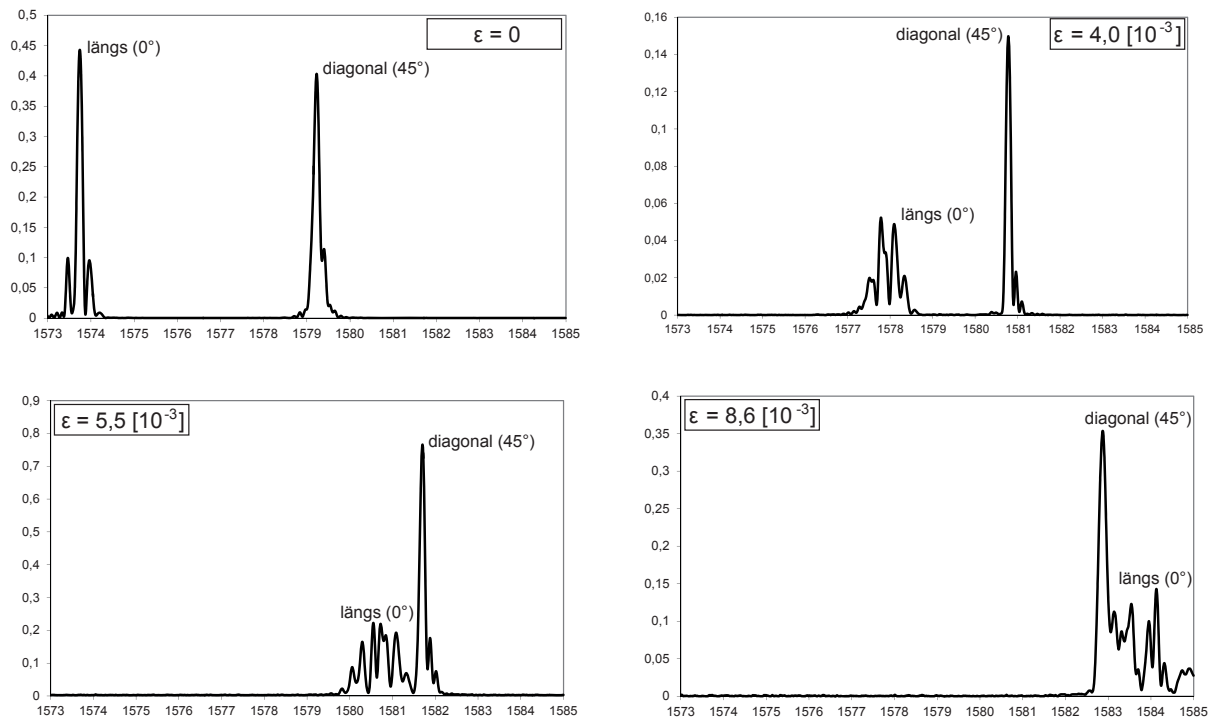 0,5
ε = 0
0,45
längs (0°)
0,4
diagonal (45°)
0,35
0,3
0,25
0,2
0,15
0,1
0,05
0
1573 1574 1575 1576 1577 1578 1579 1580 1581 1582 1583 1584 1585
0,16
diagonal (45°)
ε = 4,0 [10⁻³]
0,14
0,12
0,1
0,08
0,06
längs (0°)
0,04
0,02
0
1573 1574 1575 1576 1577 1578 1579 1580 1581 1582 1583 1584 1585
0,9
ε = 5,5 [10⁻³]
0,8
diagonal (45°)
0,7
0,6
0,5
0,4
0,3
längs (0°)
0,2
0,1
0
1573 1574 1575 1576 1577 1578 1579 1580 1581 1582 1583 1584 1585
0,4
ε = 8,6 [10⁻³]
diagonal (45°)
0,35
0,3
0,25
0,2
0,15
längs (0°)
0,1
0,05
0
1573 1574 1575 1576 1577 1578 1579 1580 1581 1582 1583 1584 1585